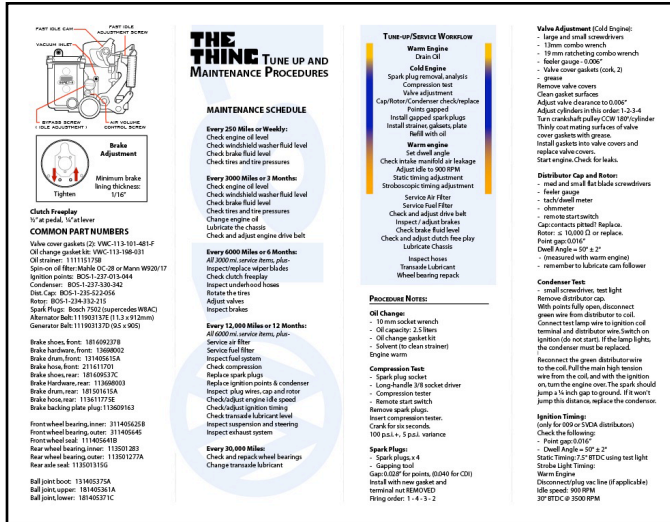 FAST IDLE CAM
FAST IDLE
ADJUSTMENT SCREW
VACUUM INLET
BYPASS SCREW
( IDLE ADJUSTMENT )
AIR VOLUME
CONTROL SCREW
Brake
Adjustment
Minimum brake
lining thickness:
1/16"
Tighten
Clutch Freeplay
½" at pedal, ¼" at lever
COMMON PART NUMBERS
Valve cover gaskets (2): VWC-113-101-481-F
Oil change gasket kit: VWC-113-198-031
Oil strainer: 111115175B
Spin-on oil filter: Mahle OC-28 or Mann W920/17
Ignition points: BOS-1-237-013-044
Condenser: BOS-1-237-330-342
Dist. Cap: BOS-1-235-522-056
Rotor: BOS-1-234-332-215
Spark Plugs: Bosch 7502 (supercedes W8AC)
Alternator Belt: 111903137E (11.3 x 912mm)
Generator Belt: 111903137D (9.5 x 905)
Brake shoes, front: 181609237B
Brake hardware, front: 13698002
Brake drum, front: 131405615A
Brake hose, front: 211611701
Brake shoes, rear: 181609537C
Brake Hardware, rear: 113698003
Brake drum, rear: 181501615A
Brake hose, rear: 113611775E
Brake backing plate plug: 113609163
Front wheel bearing, inner: 311405625B
Front wheel bearing, outer: 311405645
Front wheel seal: 111405641B
Rear wheel bearing, inner: 113501283
Rear wheel bearing, outer: 113501277A
Rear axle seal: 113501315G
Ball joint boot: 131405375A
Ball joint, upper: 181405361A
Ball joint, lower: 181405371C
THE
THING TUNE UP AND
MAINTENANCE PROCEDURES
MAINTENANCE SCHEDULE
Every 250 Miles or Weekly:
Check engine oil level
Check windshield washer fluid level
Check brake fluid level
Check tires and tire pressures
Every 3000 Miles or 3 Months:
Check engine oil level
Check windshield washer fluid level
Check brake fluid level
Check tires and tire pressures
Change engine oil
Lubricate the chassis
Check and adjust engine drive belt
Every 6000 Miles or 6 Months:
All 3000 mi. service items, plus-
Inspect/replace wiper blades
Check clutch freeplay
Inspect underhood hoses
Rotate the tires
Adjust valves
Inspect brakes
Every 12,000 Miles or 12 Months:
All 6000 mi. service items, plus-
Service air filter
Service fuel filter
Inspect fuel system
Check compression
Replace spark plugs
Replace ignition points & condenser
Inspect plug wires, cap and rotor
Check/adjust engine idle speed
Check/adjust ignition timing
Check transaxle lubricant level
Inspect suspension and steering
Inspect exhaust system
Every 30,000 Miles:
Check and repack wheel bearings
Change transaxle lubricant
TUNE-UP/SERVICE WORKFLOW
Warm Engine
Drain Oil
Cold Engine
Spark plug removal, analysis
Compression test
Valve adjustment
Cap/Rotor/Condenser check/replace
Points gapped
Install gapped spark plugs
Install strainer, gaksets, plate
Refill with oil
Warm engine
Set dwell angle
Check intake manifold air leakage
Adjust idle to 900 RPM
Static timing adjustment
Stroboscopic timing adjustment
Service Air Filter
Service Fuel Filter
Check and adjust drive belt
Inspect / adjust brakes
Check brake fluid level
Check and adjust clutch free play
Lubricate Chassis
Inspect hoses
Transaxle Lubricant
Wheel bearing repack
PROCEDURE NOTES:
Oil Change:
- 10 mm socket wrench
- Oil capacity: 2.5 liters
- Oil change gasket kit
- Solvent (to clean strainer)
Engine warm
Compression Test:
- Spark plug socket
- Long-handle 3/8 socket driver
- Compression tester
- Remote start switch
Remove spark plugs.
Insert compression tester.
Crank for six seconds.
100 p.s.i.+, 5 p.s.i. variance
Spark Plugs:
- Spark plugs, x 4
- Gapping tool
Gap: 0.028" for points, (0.040 for CDI)
Install with new gasket and
terminal nut REMOVED
Firing order: 1 - 4 - 3 - 2
Valve Adjustment (Cold Engine):
- large and small screwdrivers
- 13mm combo wrench
- 19 mm ratcheting combo wrench
- feeler gauge - 0.006"
- Valve cover gaskets (cork, 2)
- grease
Remove valve covers
Clean gasket surfaces
Adjust valve clearance to 0.006"
Adjust cylinders in this order: 1-2-3-4
Turn crankshaft pulley CCW 180°/cylinder
Thinly coat mating surfaces of valve
cover gaskets with grease.
Install gaskets into valve covers and
replace valve covers.
Start engine. Check for leaks.
Distributor Cap and Rotor:
- med and small flat blade screwdrivers
- feeler gauge
- tach/dwell meter
- ohmmeter
- remote start switch
Cap: contacts pitted? Replace.
Rotor: ≤ 10,000 Ω or replace.
Point gap: 0.016"
Dwell Angle = 50° ± 2°
- (measured with warm engine)
- remember to lubricate cam follower
Condenser Test:
- small screwdriver, test light
Remove distributor cap.
With points fully open, disconnect
green wire from distributor to coil.
Connect test lamp wire to ignition coil
terminal and distributor wire. Switch on
ignition (do not start). If the lamp lights,
the condenser must be replaced.
Reconnect the green distributor wire
to the coil. Pull the main high tension
wire from the coil, and with the ignition
on, turn the engine over. The spark should
jump a ¼ inch gap to ground. If it won't
jump this distance, replace the condensor.
Ignition Timing:
(only for 009 or SVDA distributors)
Check the following:
- Point gap: 0.016"
- Dwell Angle = 50° ± 2°
Static Timing: 7.5° BTDC using test light
Strobe Light Timing:
Warm Engine
Disconnect/plug vac line (if applicable)
Idle speed: 900 RPM
30° BTDC @ 3500 RPM